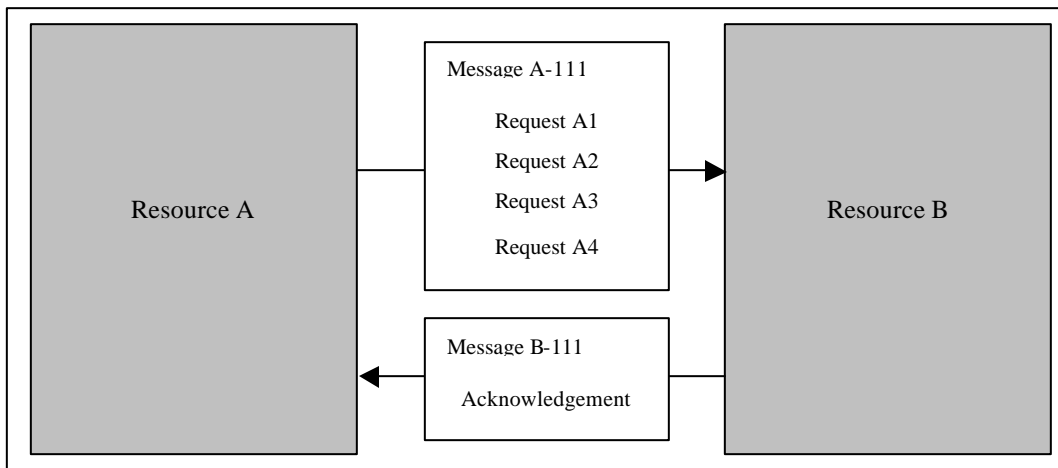 Resource A
Message A-111
Request A1
Request A2
Request A3
Request A4
Resource B
Message B-111
Acknowledgement